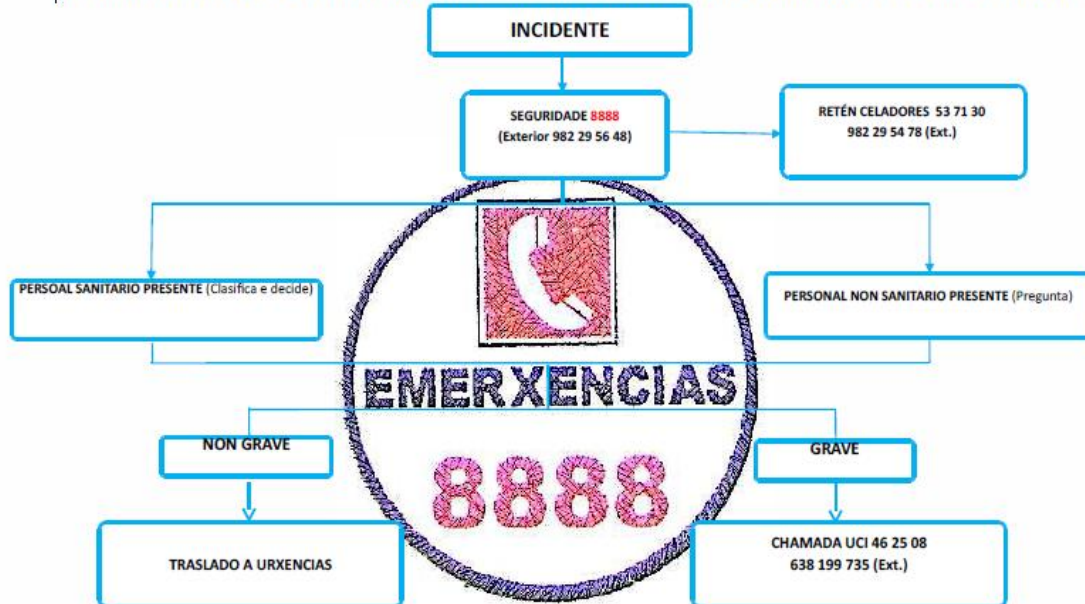 INCIDENTE
SEGURIDADE 8888
(Exterior 982 29 56 48)
RETÉN CELADORES 53 71 30
982 29 54 78 (Ext.)
PERSOAL SANITARIO PRESENTE (Clasifica e decide)
PERSONAL NON SANITARIO PRESENTE (Pregunta)
EMERXENCIAS
8888
NON GRAVE
GRAVE
TRASLADO A URXENCIAS
CHAMADA UCI 46 25 08
638 199 735 (Ext.)